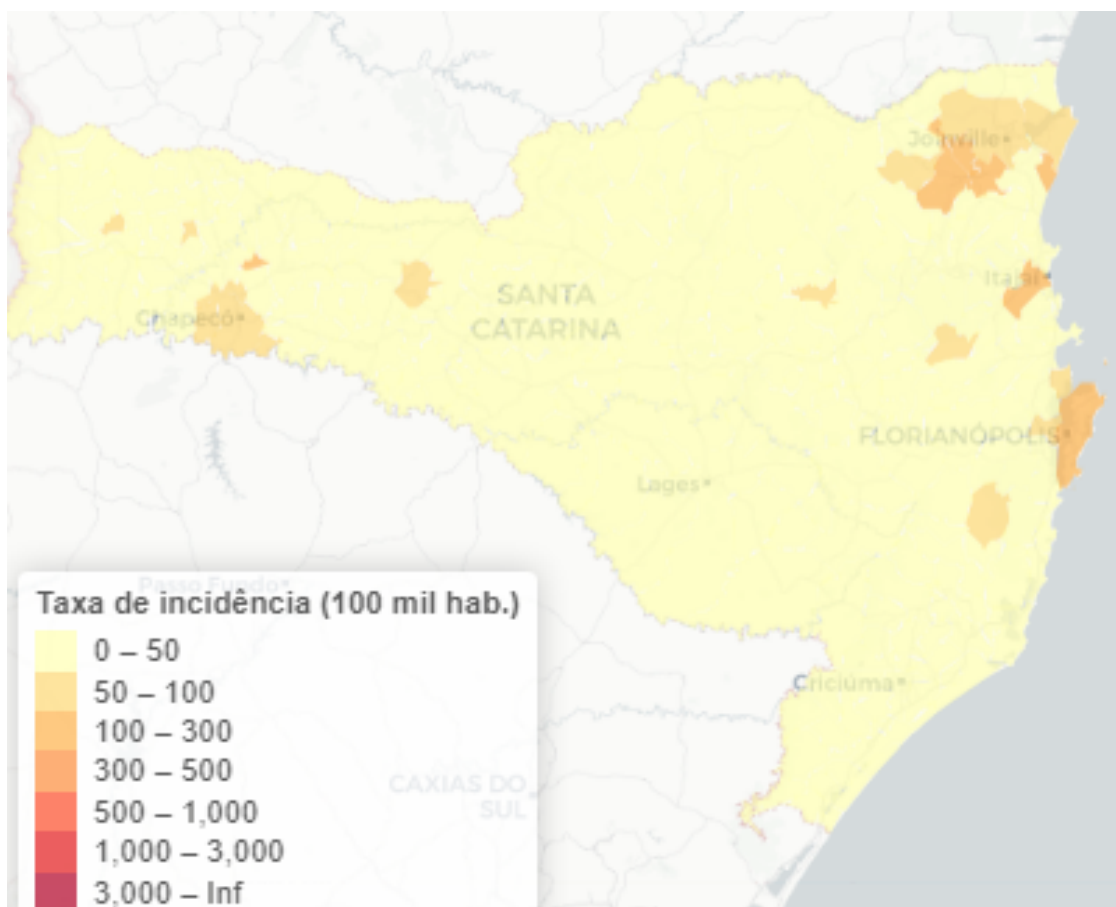 Joinville
Itajaí
SANTA
CATARINA
Chapecó
FLORIANÓPOLIS
Lages
Passo Fundo
Taxa de incidência (100 mil hab.)
0 – 50
50 – 100
100 – 300
300 – 500
500 – 1,000
1,000 – 3,000
3,000 – Inf
Criciúma
CAXIAS DO
SUL